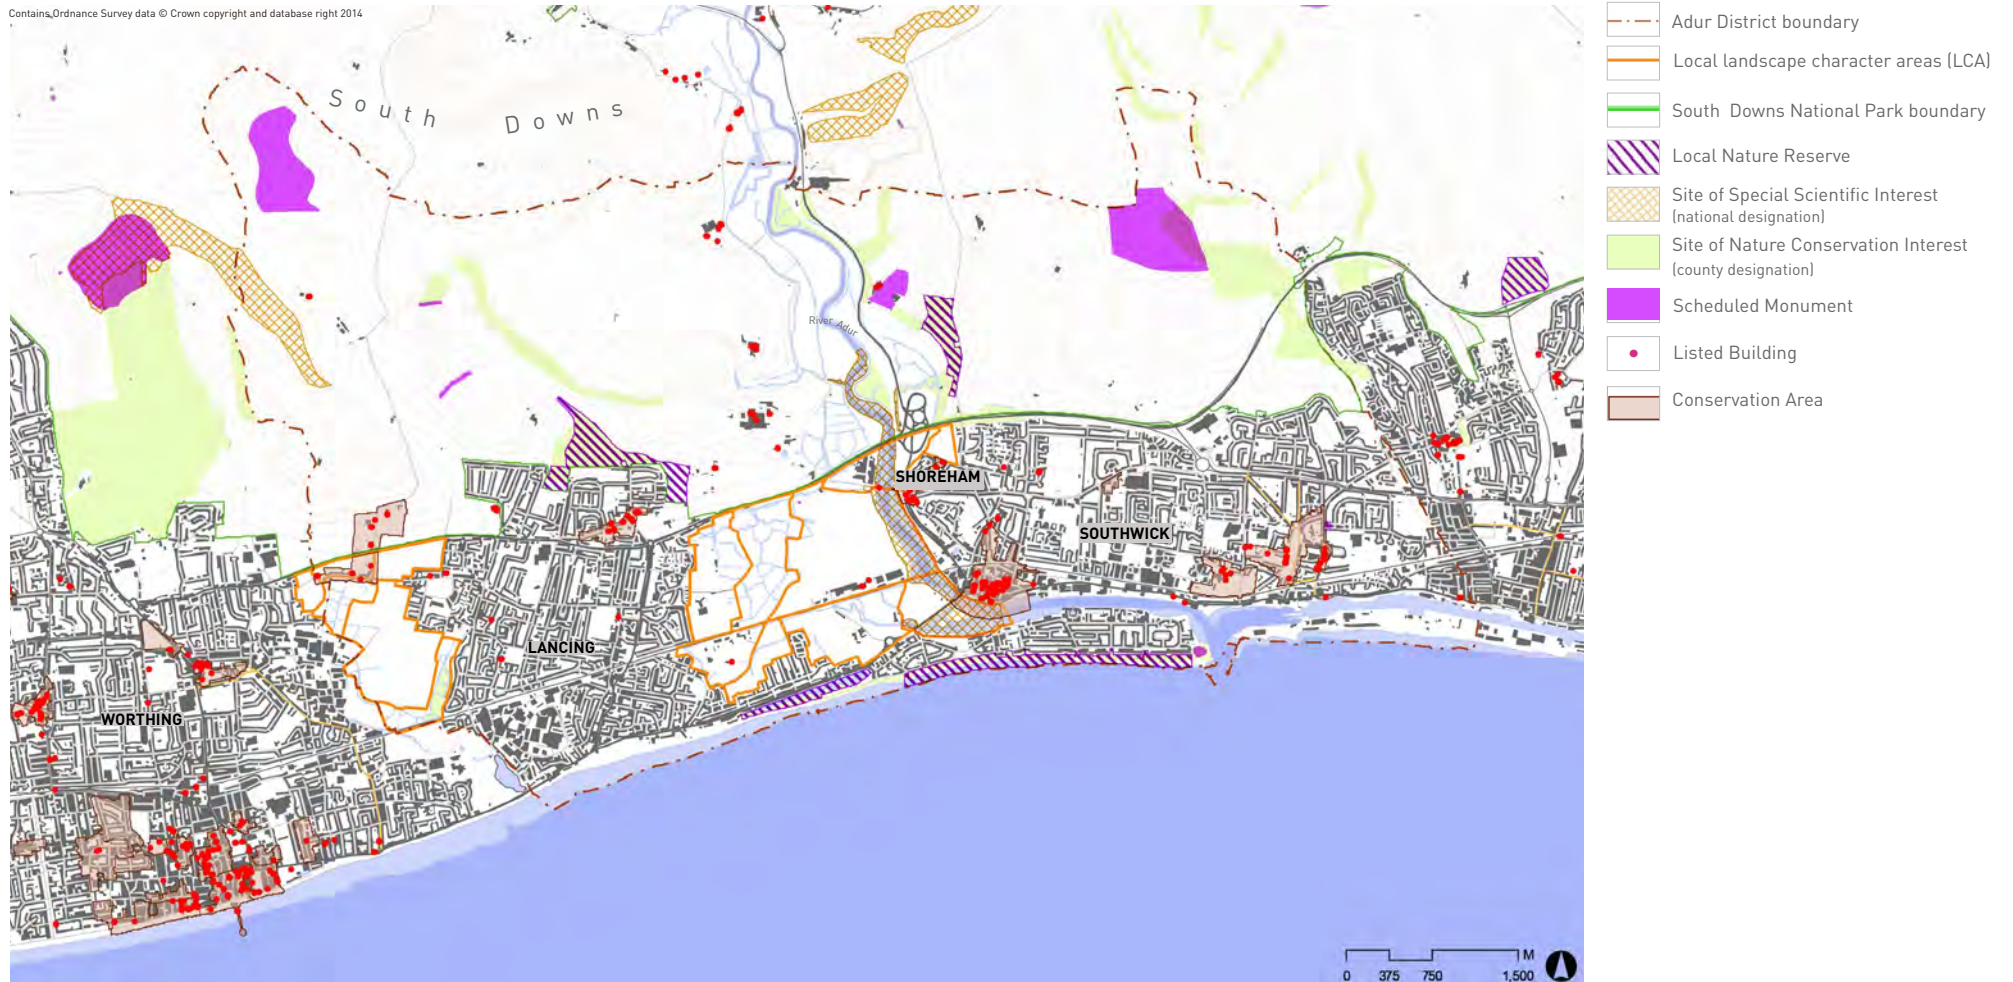 Contains Ordnance Survey data © Crown copyright and database right 2014
South Downs
River Adur
SHOREHAM
SOUTHWICK
LANCING
WORTHING
M
0 375 750 1,500
Adur District boundary
Local landscape character areas (LCA)
South Downs National Park boundary
Local Nature Reserve
Site of Special Scientific Interest
(national designation)
Site of Nature Conservation Interest
(county designation)
Scheduled Monument
Listed Building
Conservation Area